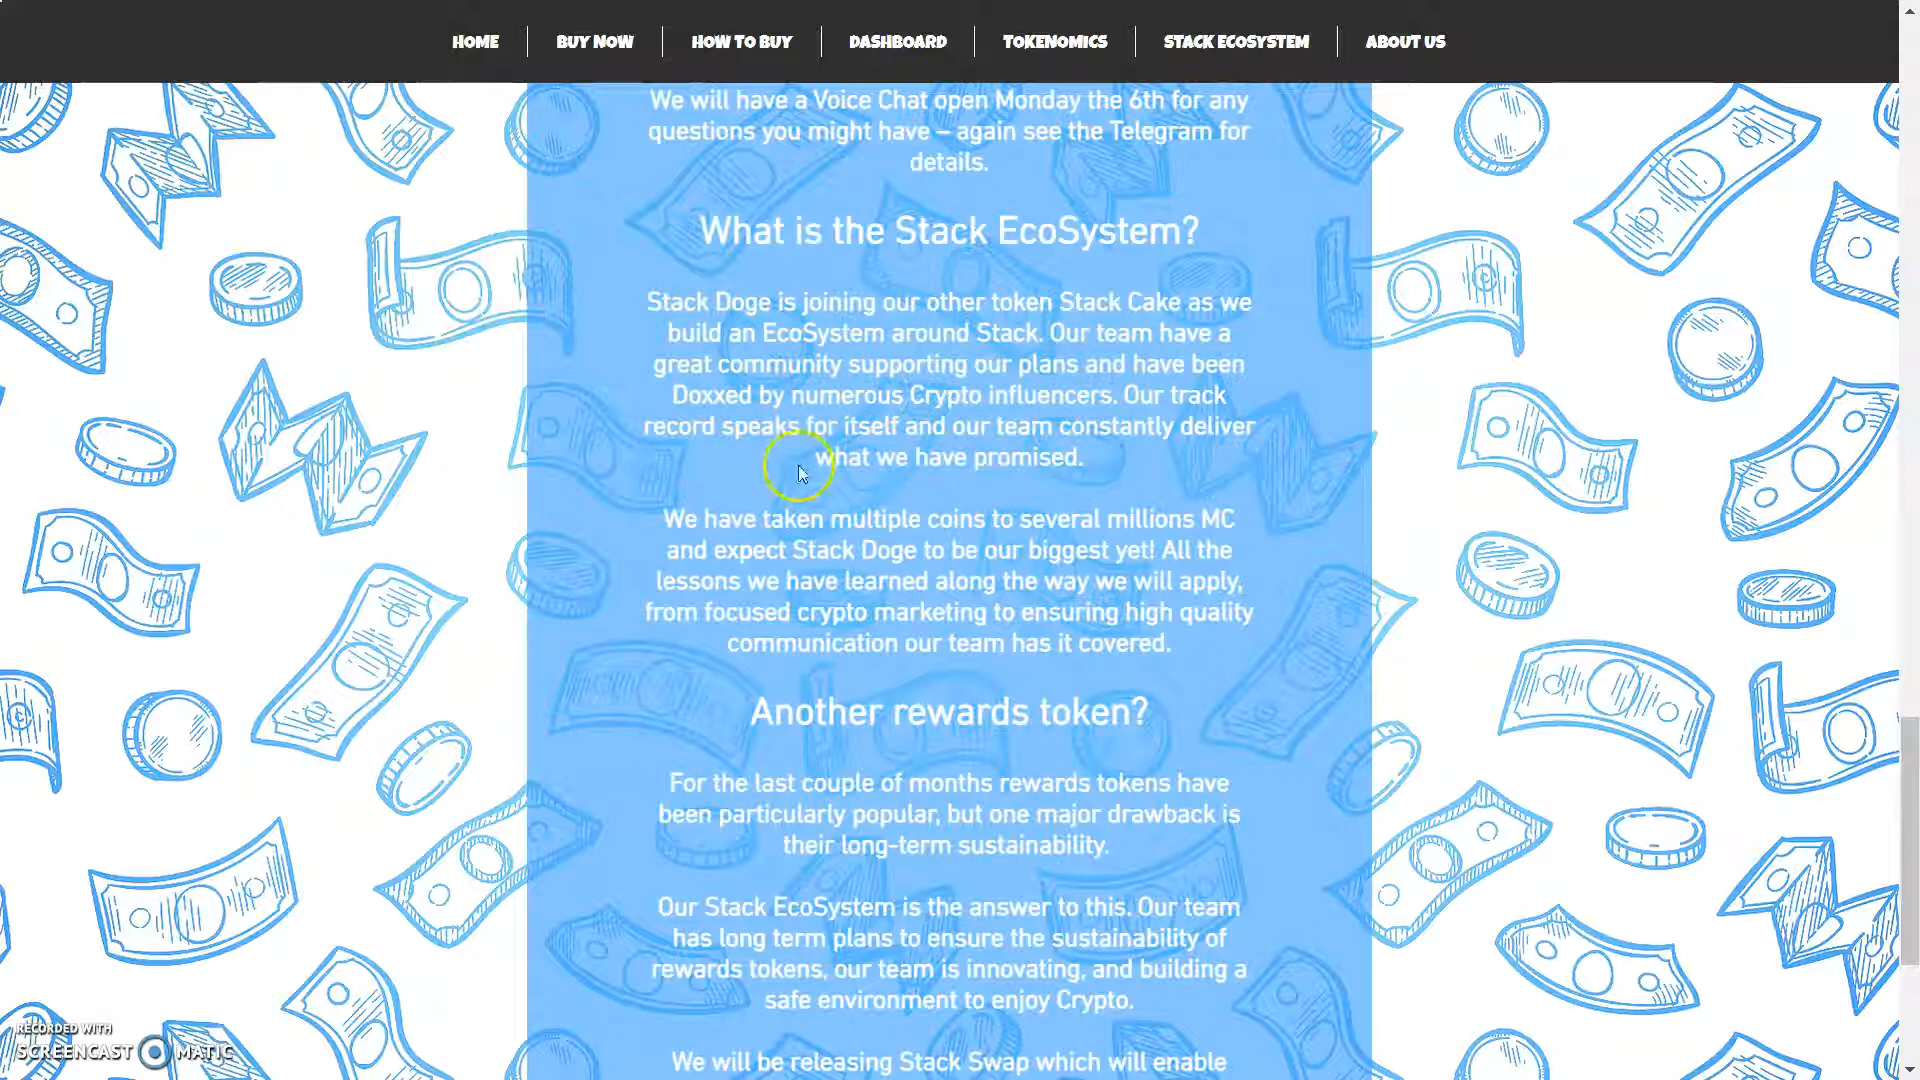 HOME
BUY NOW
HOW TO BUY
DASHBOARD
TOKENOMICS
STACK ECOSYSTEM
ABOUT US
We will have a Voice Chat open Monday the 6th for any
questions you might have – again see the Telegram for
details.
What is the Stack EcoSystem?
Stack Doge is joining our other token Stack Cake as we
build an EcoSystem around Stack. Our team have a
great community supporting our plans and have been
Doxxed by numerous Crypto influencers. Our track
record speaks for itself and our team constantly deliver
what we have promised.
We have taken multiple coins to several millions MC
and expect Stack Doge to be our biggest yet! All the
lessons we have learned along the way we will apply,
from focused crypto marketing to ensuring high quality
communication our team has it covered.
Another rewards token?
For the last couple of months rewards tokens have
been particularly popular, but one major drawback is
their long-term sustainability.
Our Stack EcoSystem is the answer to this. Our team
has long term plans to ensure the sustainability of
rewards tokens, our team is innovating, and building a
safe environment to enjoy Crypto.
We will be releasing Stack Swap which will enable
RECORDED WITH
SCREENCAST MATIC